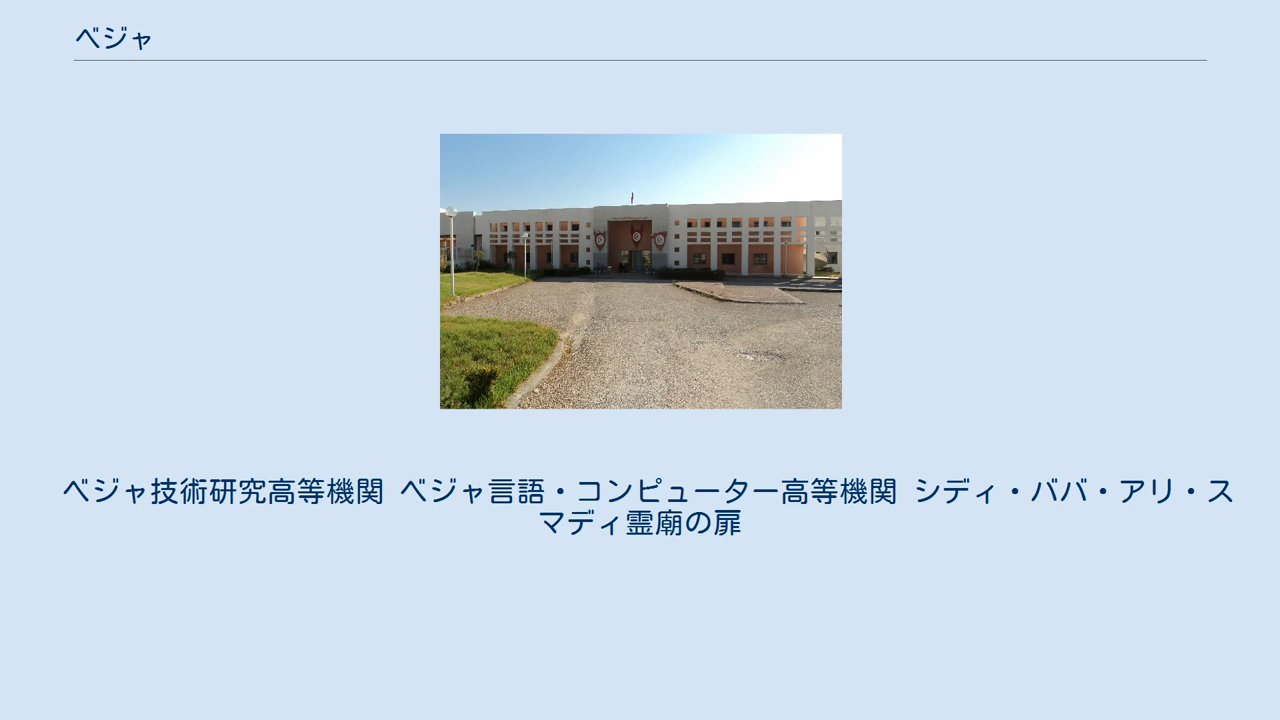 ベジャ
ベジャ技術研究高等機関 ベジャ言語・コンピューター高等機関 シディ・ババ・アリ・ス
マディ霊廟の扉